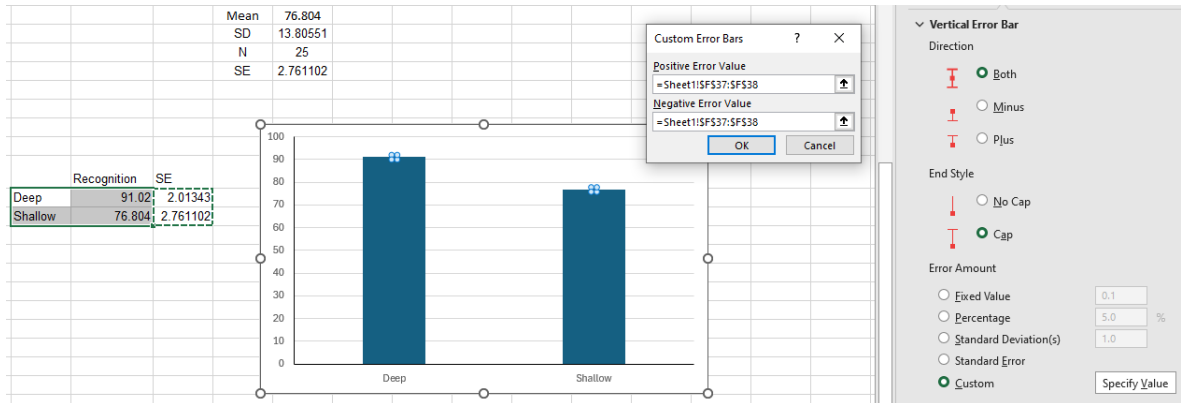 Mean 76.804
SD 13.80551
N 25
SE 2.761102
Recognition SE
Deep 91.02 2.01343
Shallow 76.804 2.761102
100
90
80
70
60
50
40
30
20
10
0
Deep Shallow
Custom Error Bars ? ×
Positive Error Value
=Sheet1!$F$37:$F$38
Negative Error Value
=Sheet1!$F$37:$F$38
OK Cancel
Vertical Error Bar
Direction
Both
Minus
Plus
End Style
No Cap
Cap
Error Amount
Fixed Value 0.1
Percentage 5.0 %
Standard Deviation(s) 1.0
Standard Error
Custom Specify Value